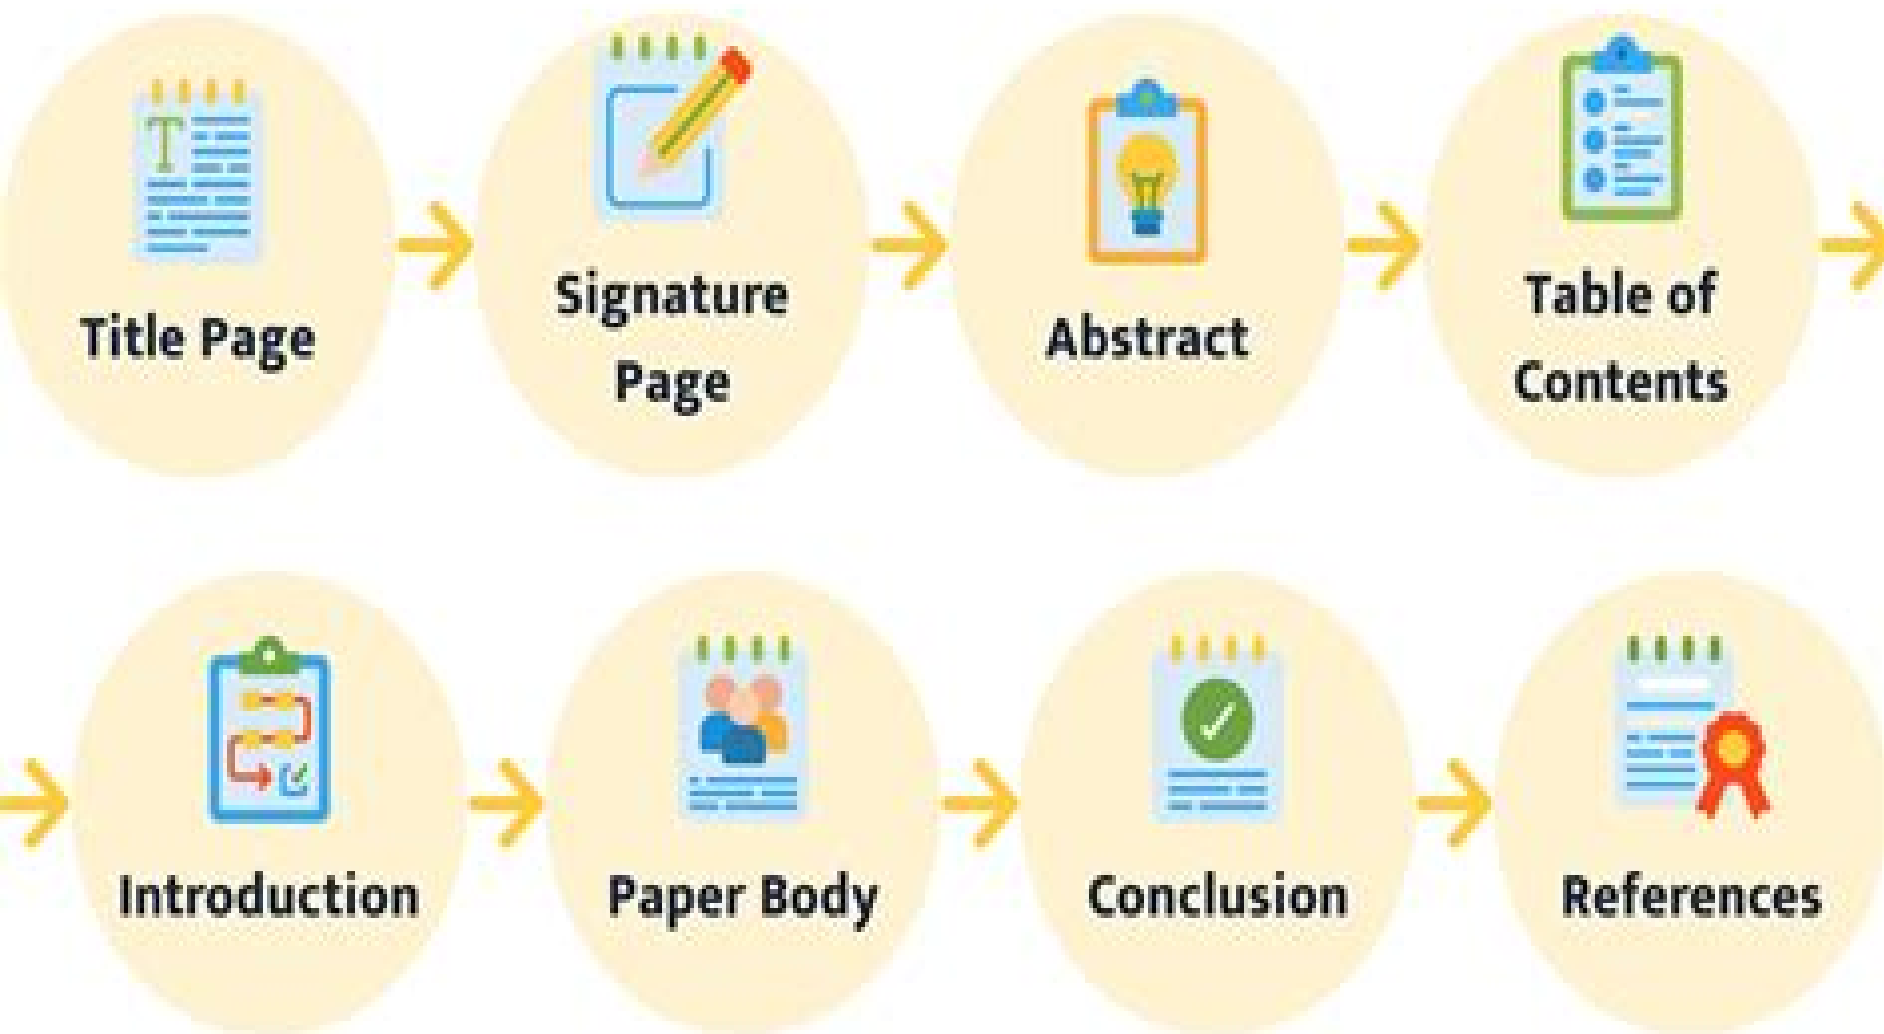 Title Page
Signature
Page
Abstract
Table of
Contents
Introduction
Paper Body
Conclusion
References